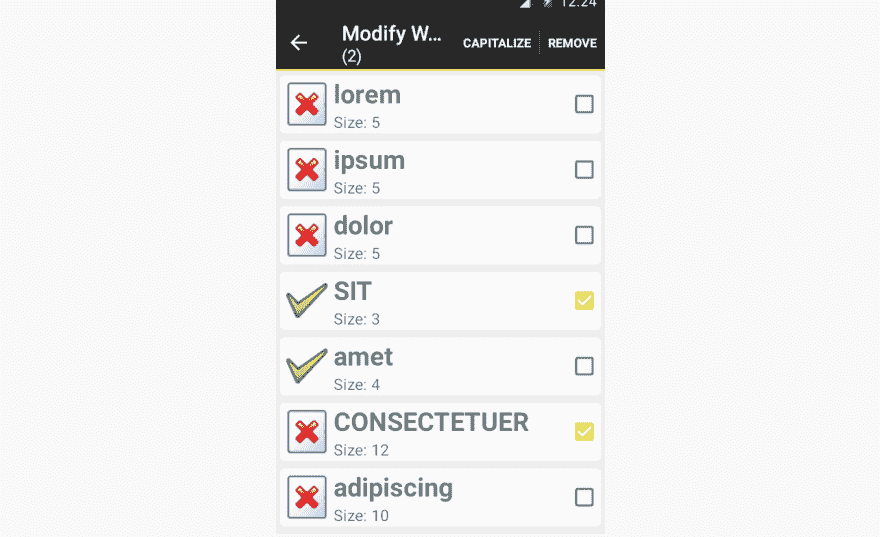 12:24
Modify W...
(2)
CAPITALIZE
REMOVE
lorem
Size: 5
ipsum
Size: 5
dolor
Size: 5
SIT
Size: 3
amet
Size: 4
CONSECTETUER
Size: 12
adipiscing
Size: 10